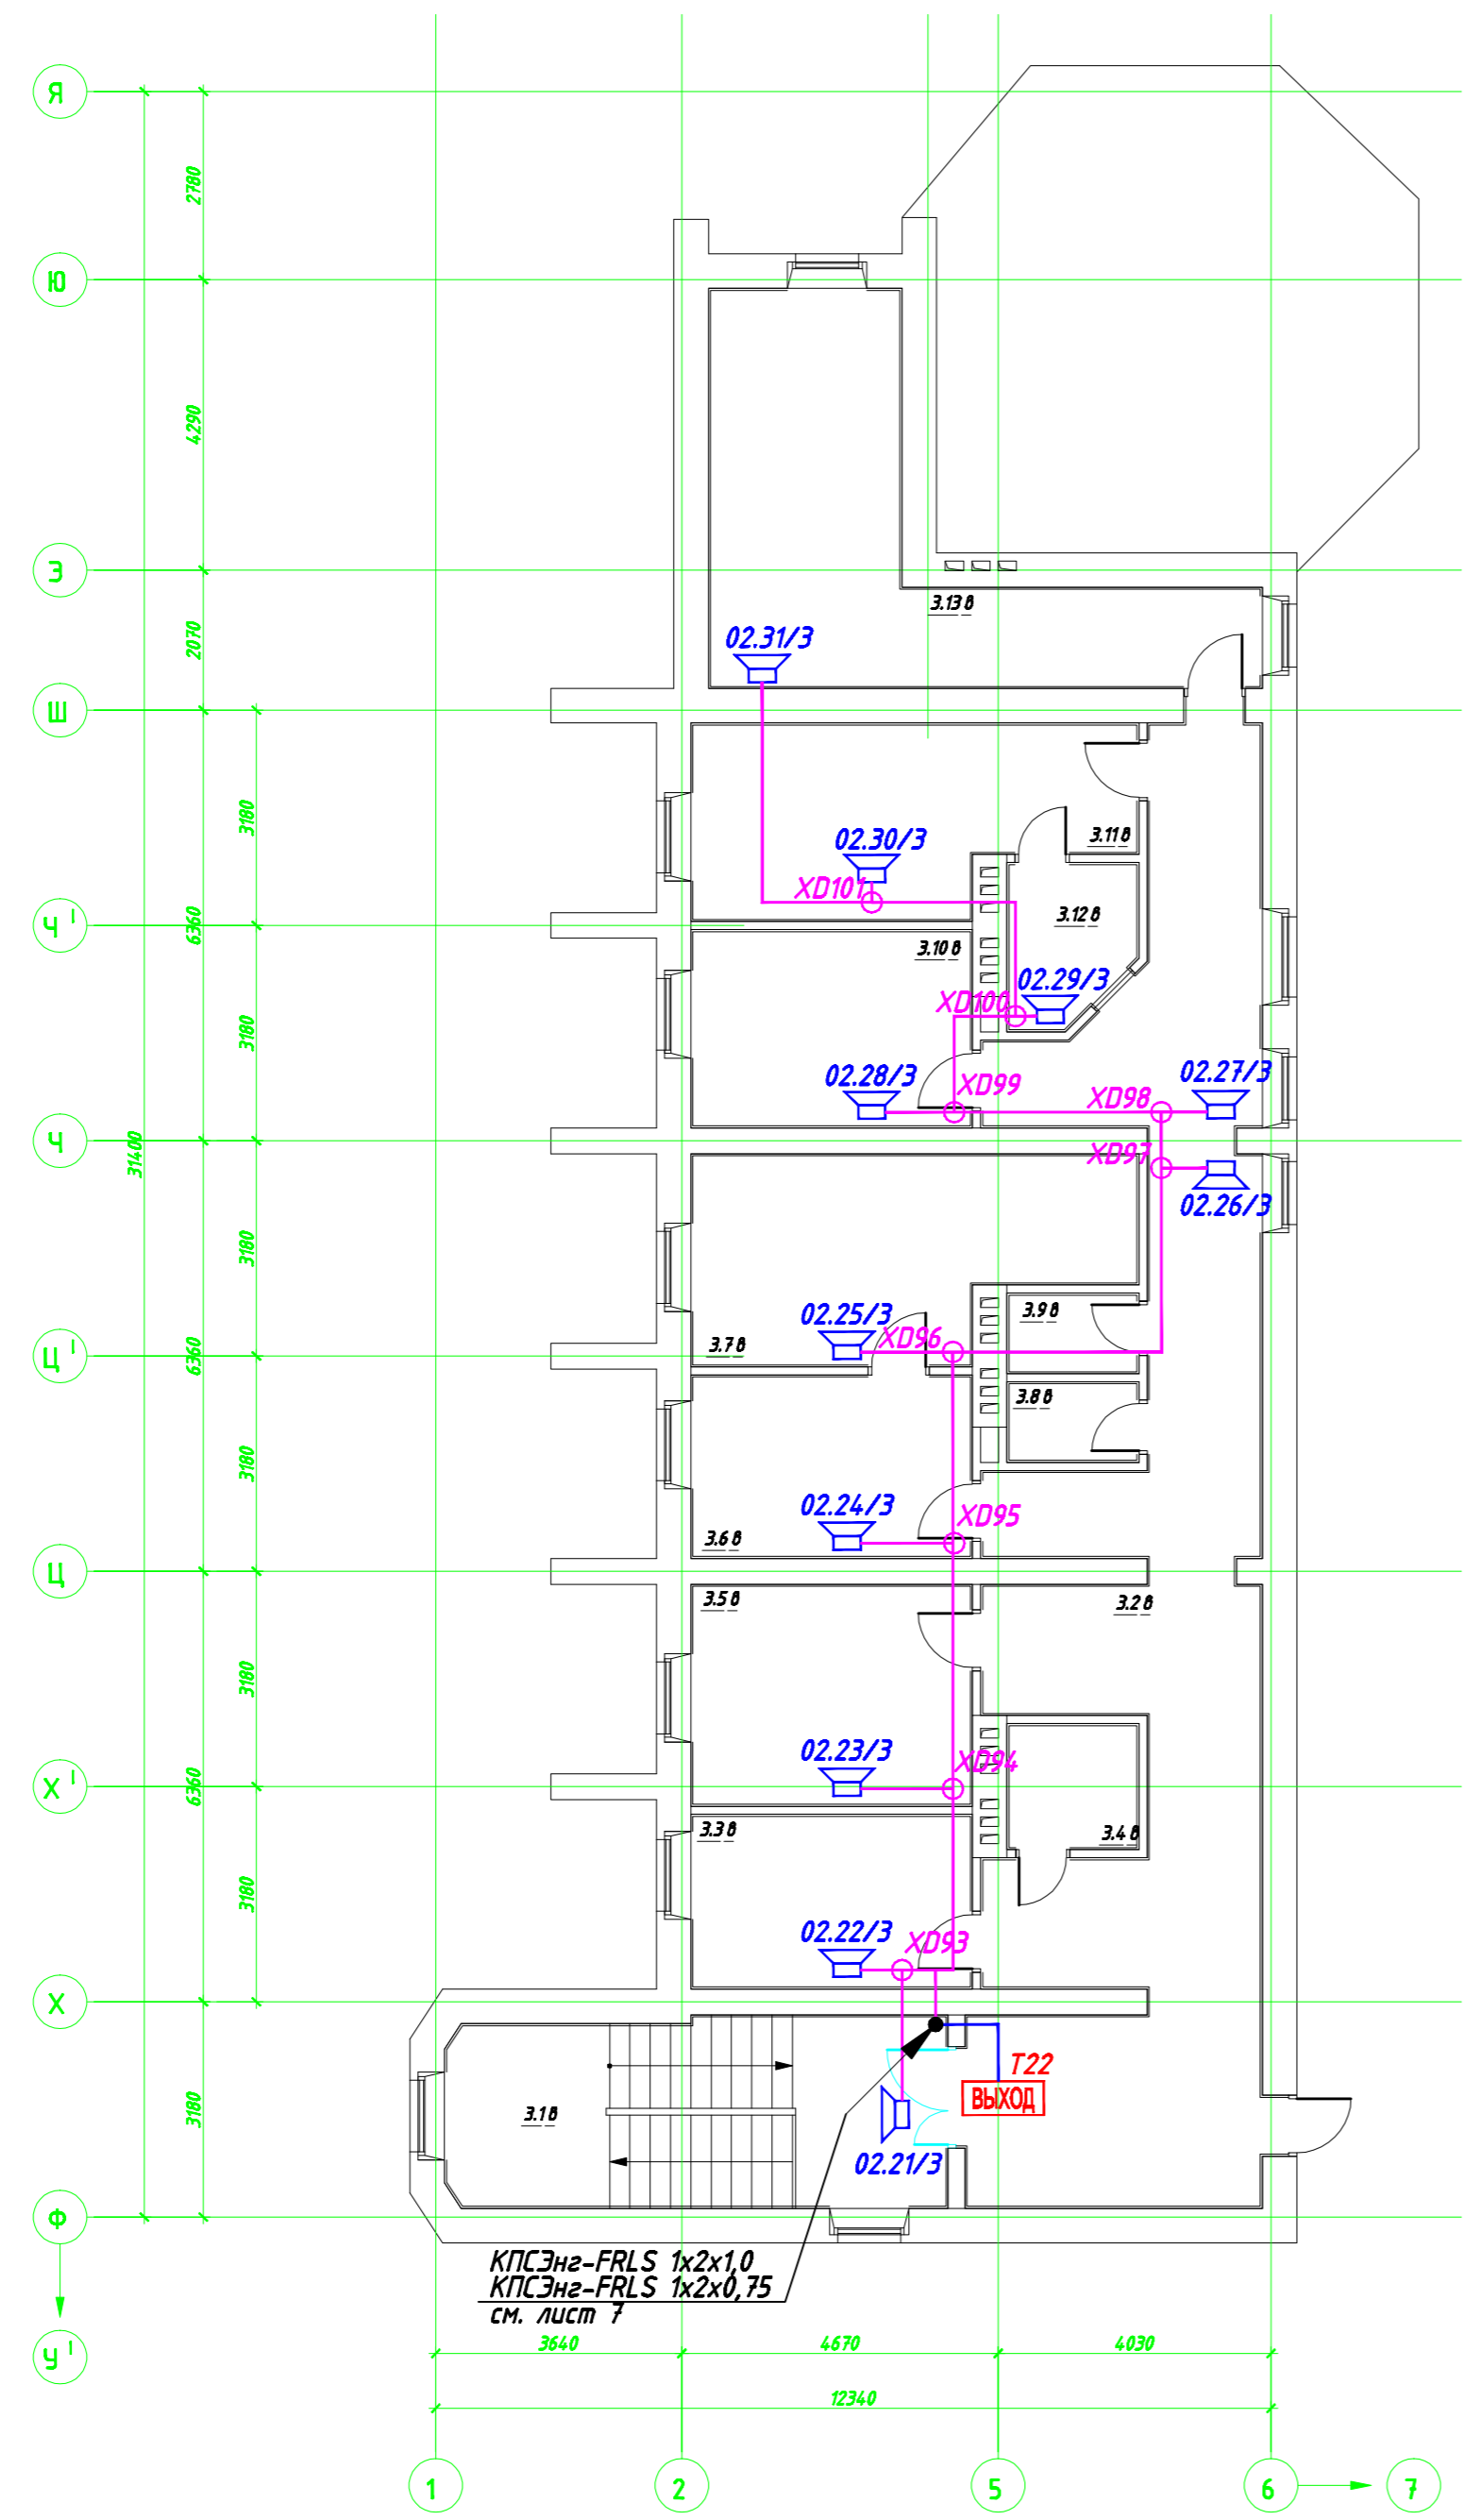 Я
2780
Ю
4290
З
3.13 в
2070
02.31/3
Ш
3180
02.30/3
3.11 в
XD101
3.12 в
Ч I
6360
3.10 в
02.29/3
XD100
3180
02.28/3
XD99
02.27/3
XD98
Ч
31400
XD97
02.26/3
3180
3.9 в
02.25/3
XD96
3.7 в
Ц I
6360
3.8 в
3180
02.24/3
XD95
3.6 в
Ц
3.5 в
3.2 в
3180
02.23/3
XD94
Х I
6360
3.3 в
3.4 в
3180
02.22/3
XD93
Х
Т22
ВЫХОД
3180
3.1 в
02.21/3
Ф
КПСЭнг-FRLS 1х2х1,0
КПСЭнг-FRLS 1х2х0,75
см. лист 7
У I
3640
4670
4030
12340
1
2
5
6
7